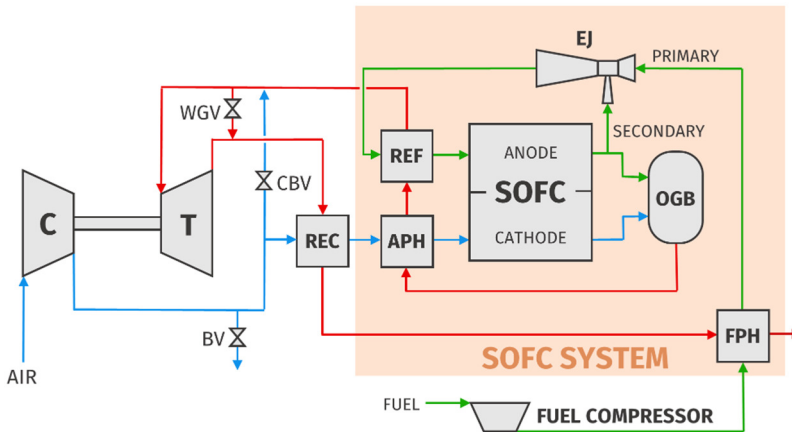 EJ
PRIMARY
WGV
SECONDARY
REF
ANODE
CBV
SOFC
OGB
C
T
REC
APH
CATHODE
BV
FPH
AIR
SOFC SYSTEM
FUEL
FUEL COMPRESSOR